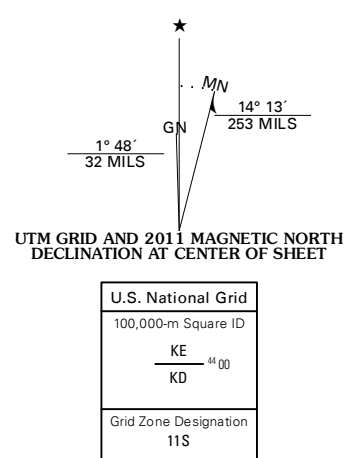 ★
MN
GN
14° 13´
253 MILS
1° 48´
32 MILS
UTM GRID AND 2011 MAGNETIC NORTH
DECLINATION AT CENTER OF SHEET
U.S. National Grid
100,000-m Square ID
KE
44 00
KD
Grid Zone Designation
11S